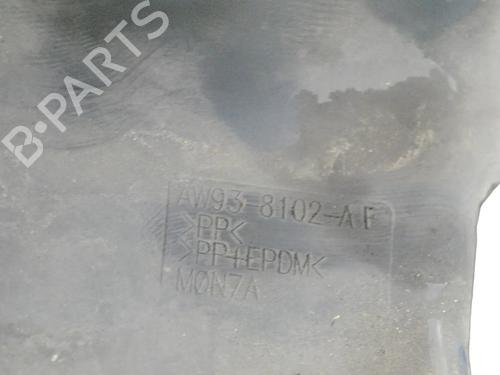 B-PARTS
AW93-8102-AF
>PP<
>PP+EPDM<
M0N7A